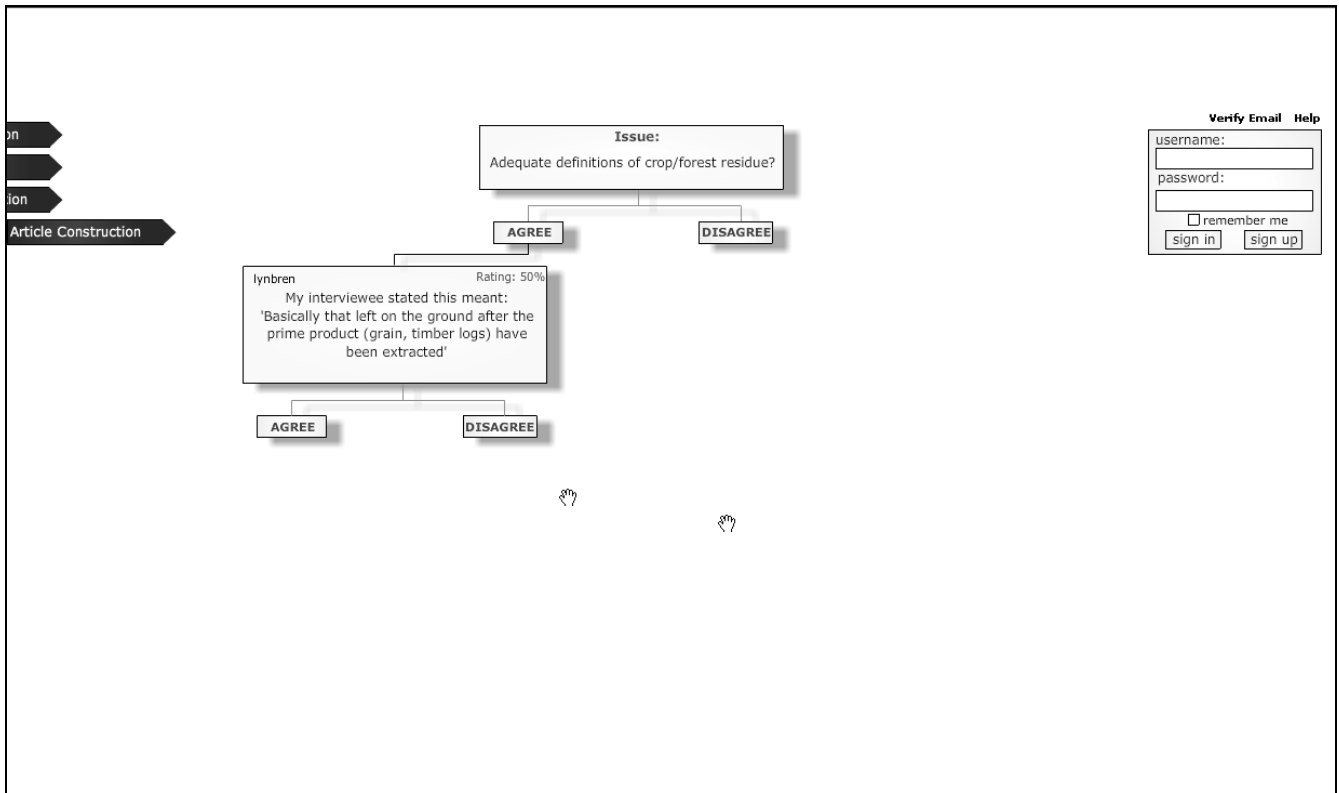 Verify Email Help
Issue:
Adequate definitions of crop/forest residue?
username:
password:
remember me
sign in sign up
on
ion
Article Construction
AGREE DISAGREE
lynbren Rating: 50%
My interviewee stated this meant:
'Basically that left on the ground after the
prime product (grain, timber logs) have
been extracted'
AGREE DISAGREE